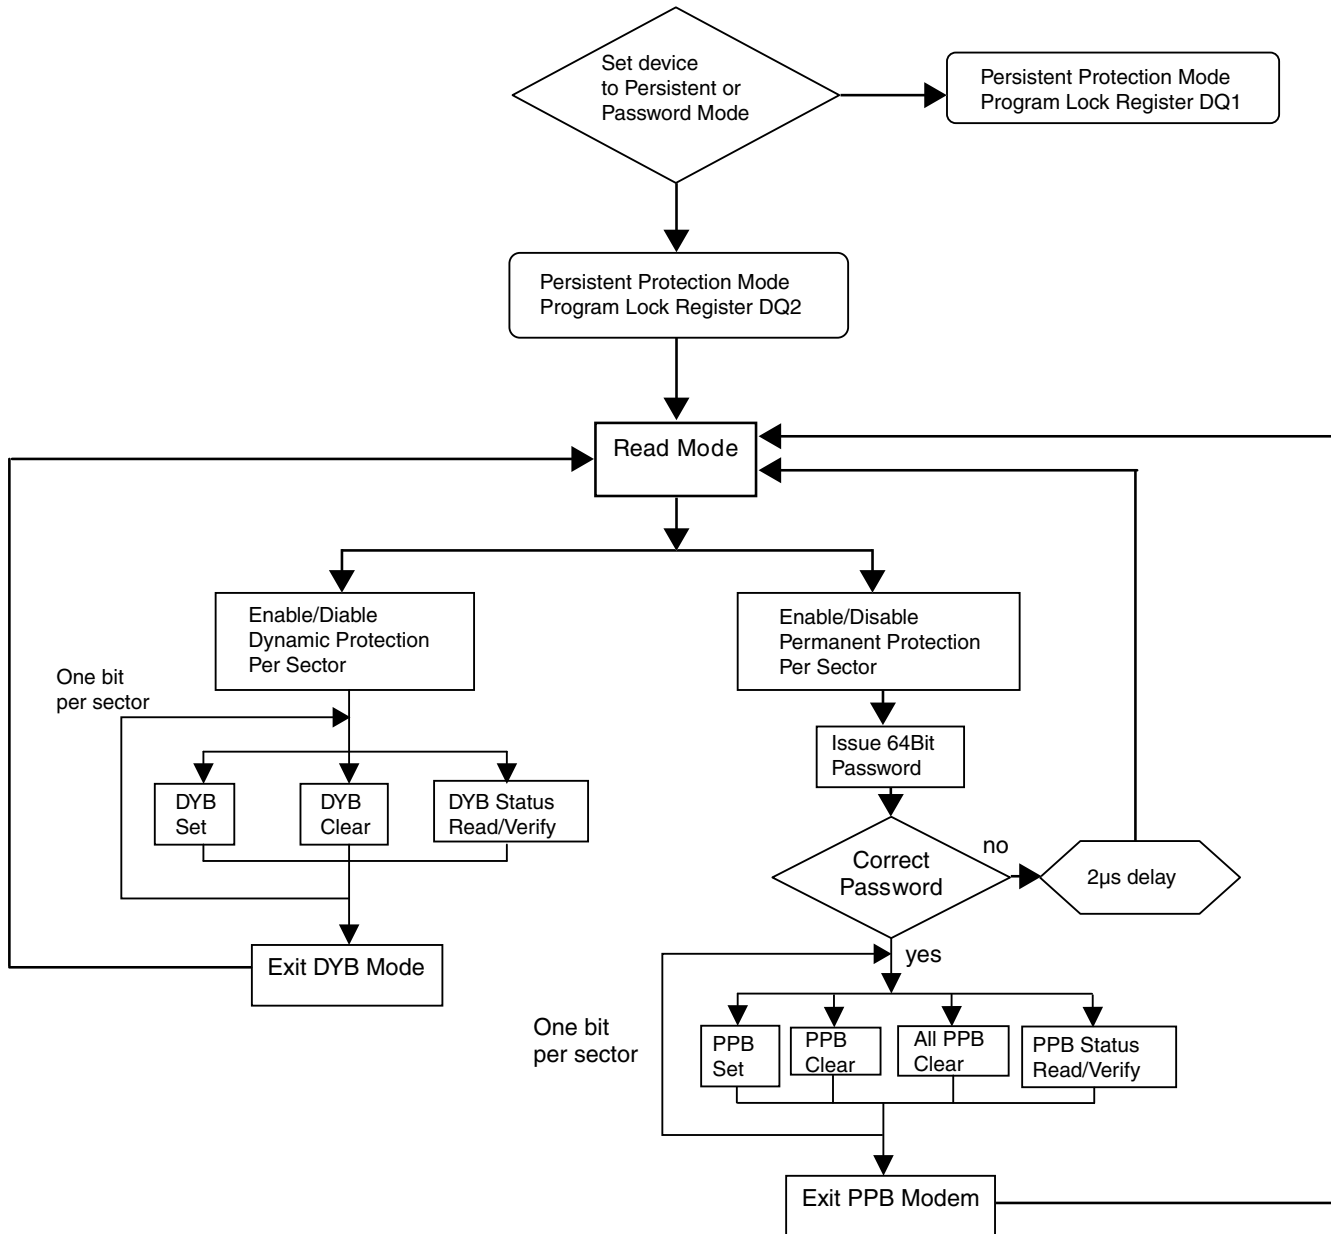 Set device
to Persistent or
Password Mode
Persistent Protection Mode
Program Lock Register DQ1
Persistent Protection Mode
Program Lock Register DQ2
Read Mode
Enable/Diable
Dynamic Protection
Per Sector
Enable/Disable
Permanent Protection
Per Sector
One bit
per sector
Issue 64Bit
Password
DYB
Set
DYB
Clear
DYB Status
Read/Verify
Correct
Password
no
2µs delay
yes
Exit DYB Mode
One bit
per sector
PPB
Set
PPB
Clear
All PPB
Clear
PPB Status
Read/Verify
Exit PPB Modem